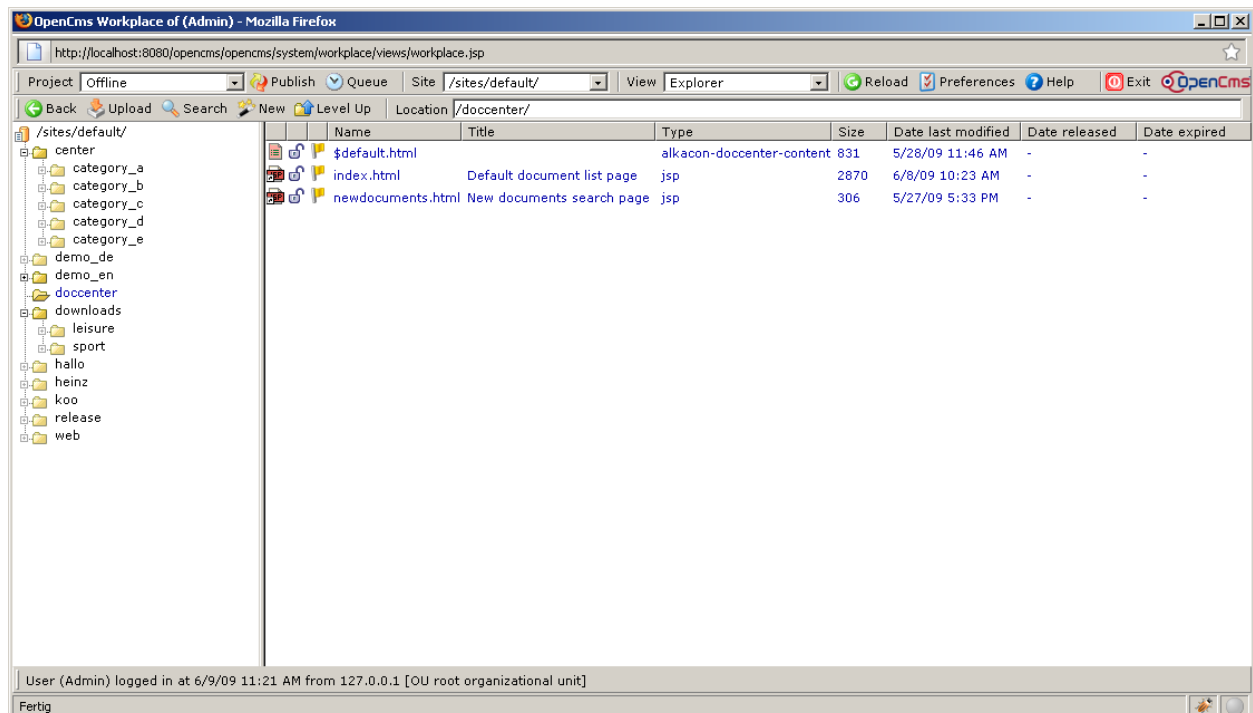 OpenCms Workplace of (Admin) - Mozilla Firefox
http://localhost:8080/opencms/opencms/system/workplace/views/workplace.jsp
Project Offline Publish Queue Site /sites/default/ View Explorer Reload Preferences Help Exit OpenCms
Back Upload Search New Level Up Location /doccenter/
/sites/default/
center
category_a
category_b
category_c
category_d
category_e
demo_de
demo_en
doccenter
downloads
leisure
sport
hallo
heinz
koo
release
web
Name Title Type Size Date last modified Date released Date expired
$default.html alkacon-doccenter-content 831 5/28/09 11:46 AM - -
index.html Default document list page jsp 2870 6/8/09 10:23 AM - -
newdocuments.html New documents search page jsp 306 5/27/09 5:33 PM - -
User (Admin) logged in at 6/9/09 11:21 AM from 127.0.0.1 [OU root organizational unit]
Fertig